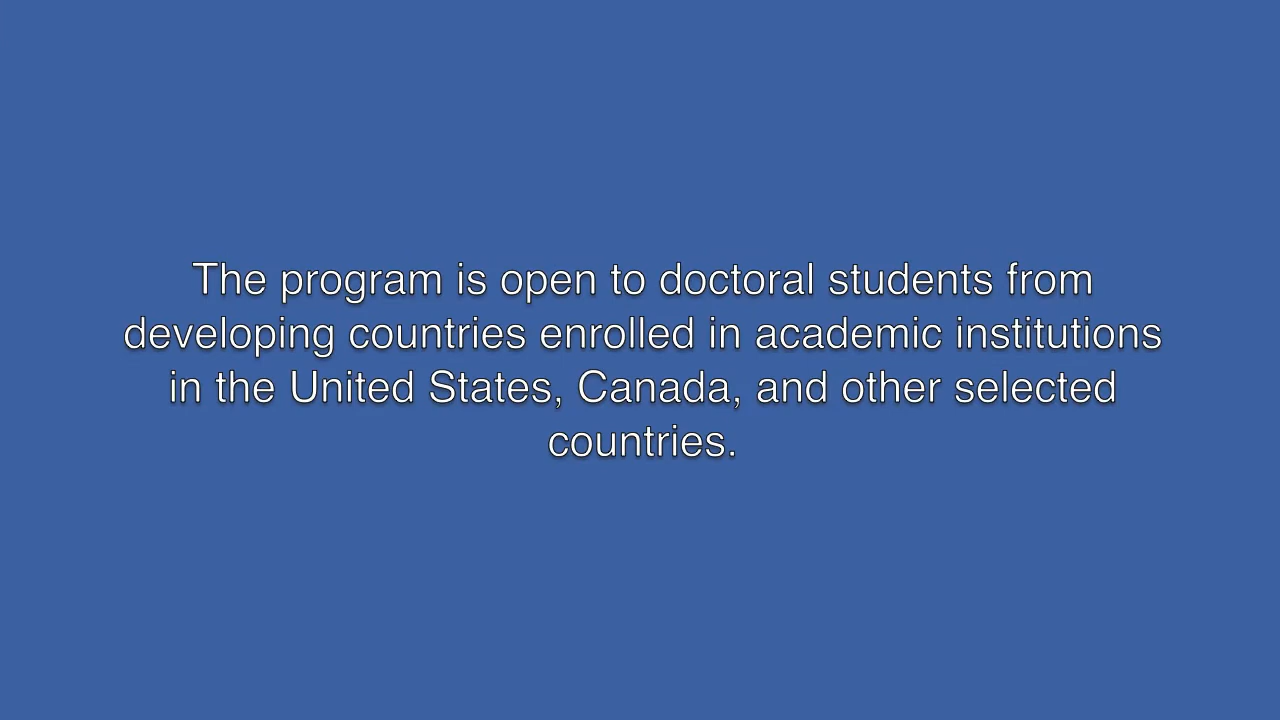 The program is open to doctoral students from
developing countries enrolled in academic institutions
in the United States, Canada, and other selected
countries.